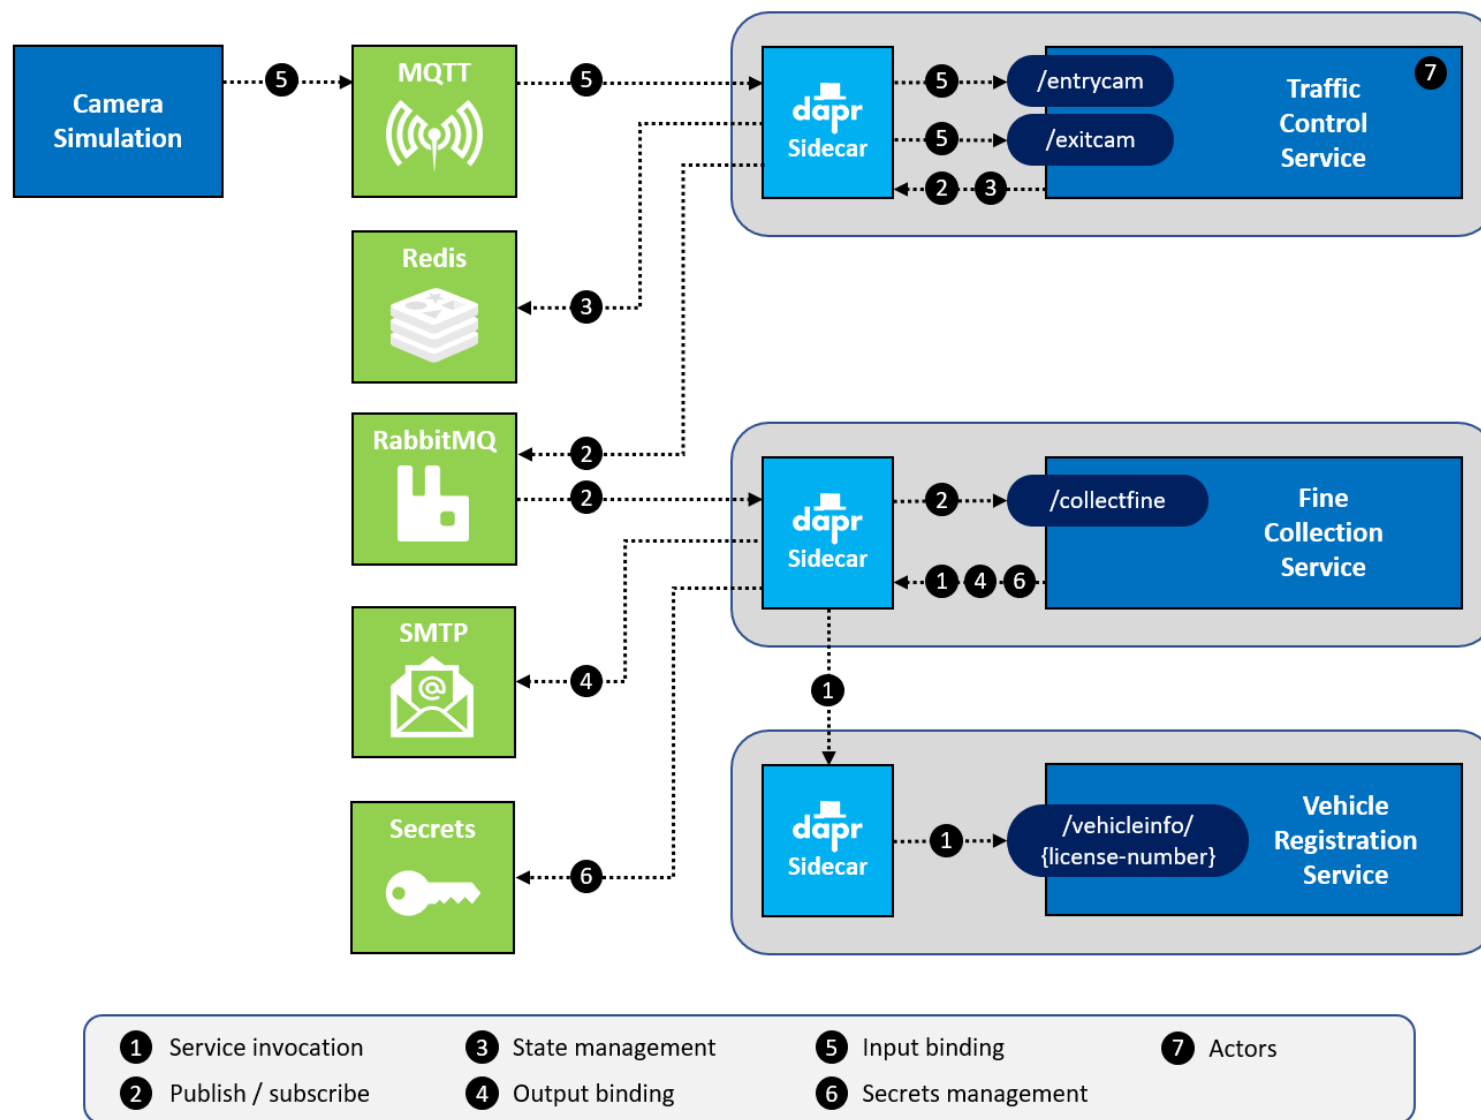 Camera
Simulation
5
MQTT
5
dapr
Sidecar
5
/entrycam
5
/exitcam
2 3
Traffic
Control
Service
7
Redis
3
RabbitMQ
2
2
dapr
Sidecar
2
/collectfine
1 4 6
Fine
Collection
Service
SMTP
@
4
1
Secrets
6
dapr
Sidecar
1
/vehicleinfo/
{license-number}
Vehicle
Registration
Service
1 Service invocation
3 State management
5 Input binding
7 Actors
2 Publish / subscribe
4 Output binding
6 Secrets management